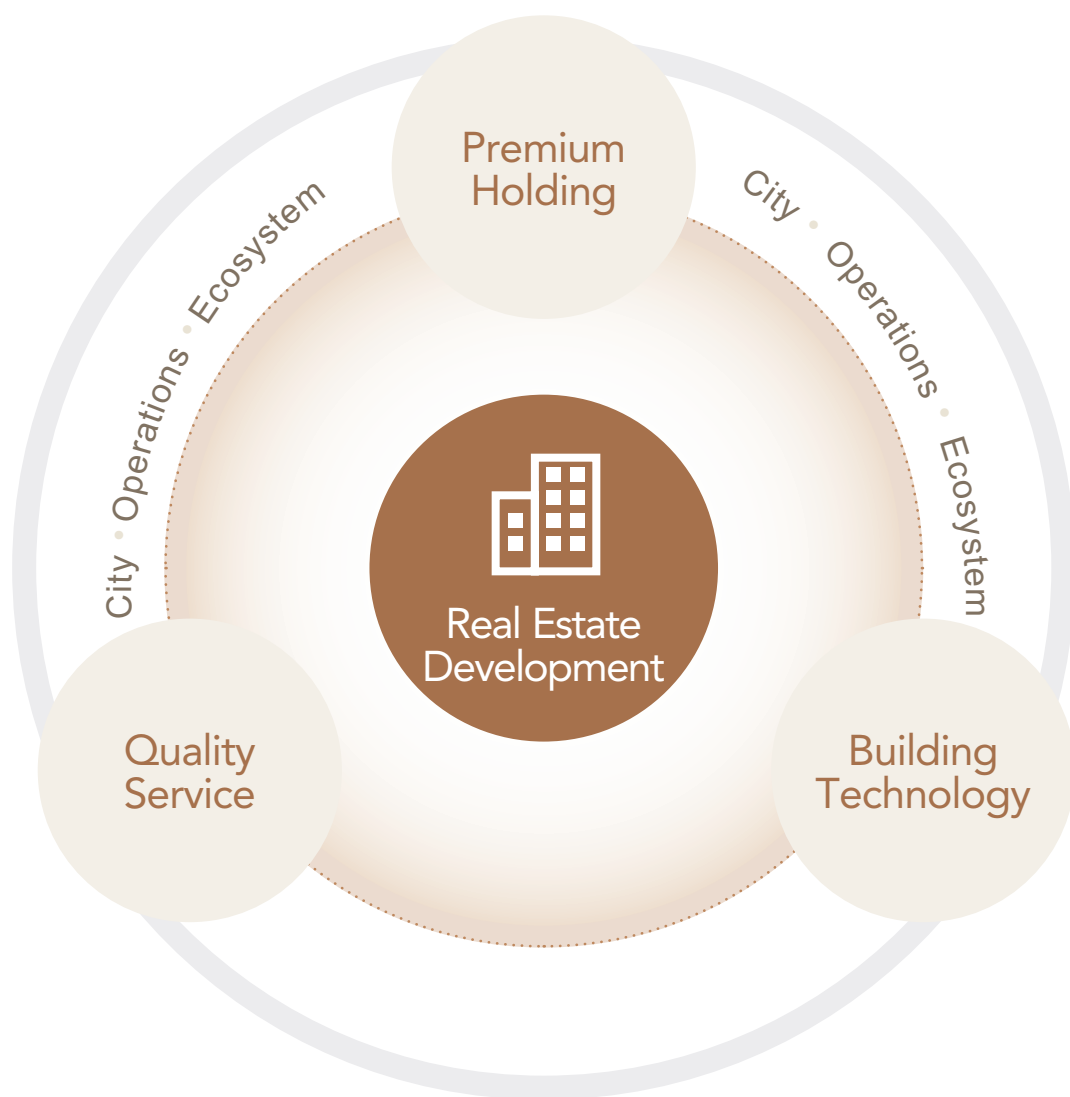 Premium
Holding
City · Operations · Ecosystem
City · Operations · Ecosystem
Real Estate
Development
Quality
Service
Building
Technology